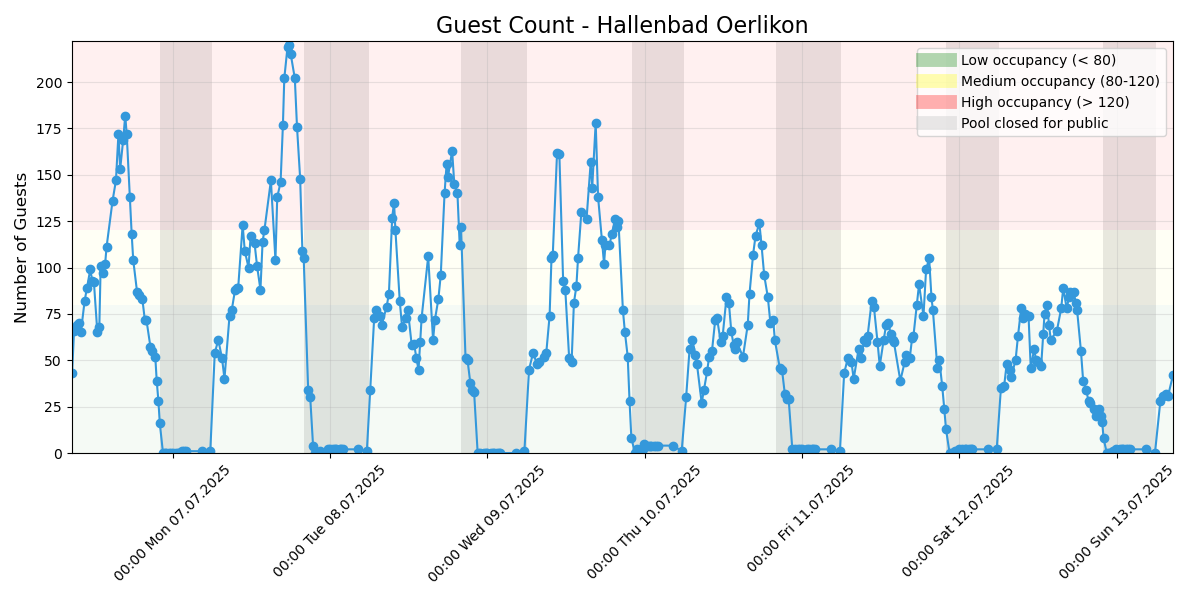 Guest Count - Hallenbad Oerlikon
Low occupancy (< 80)
Medium occupancy (80-120)
High occupancy (> 120)
Pool closed for public
Number of Guests
200
175
150
125
100
75
50
25
0
00:00 Mon 07.07.2025
00:00 Tue 08.07.2025
00:00 Wed 09.07.2025
00:00 Thu 10.07.2025
00:00 Fri 11.07.2025
00:00 Sat 12.07.2025
00:00 Sun 13.07.2025